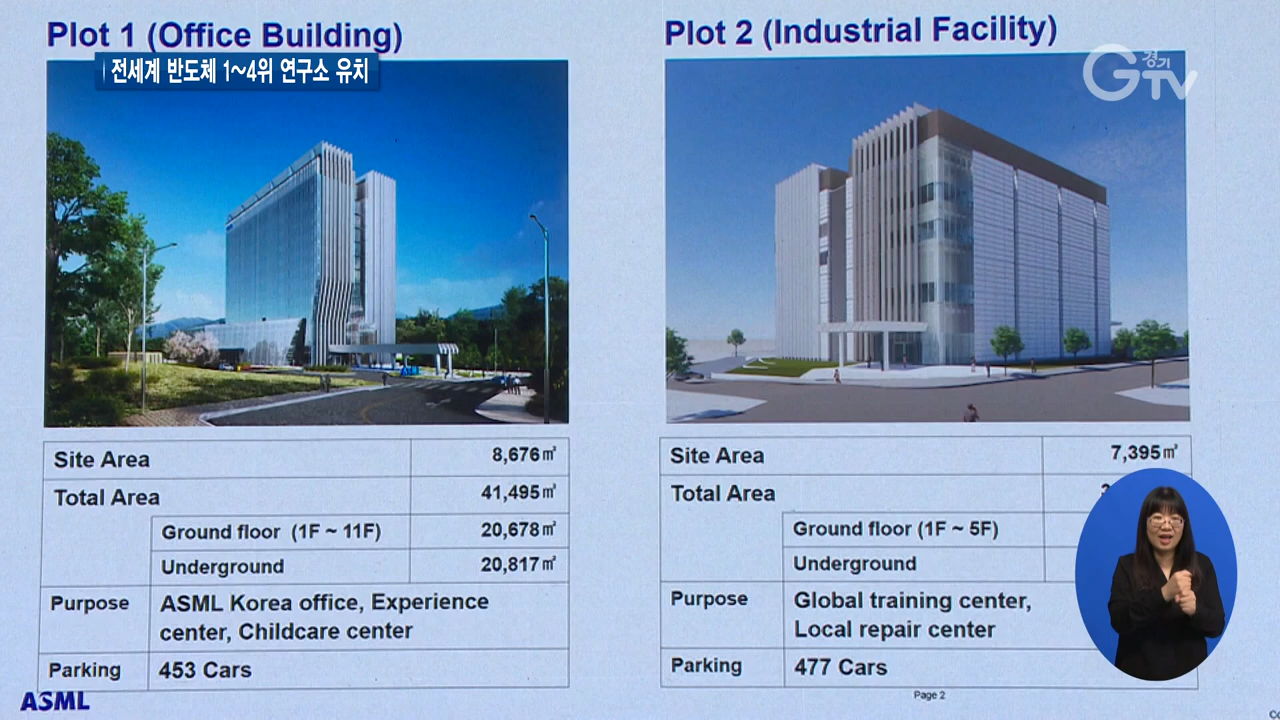 Plot 1 (Office Building)
전세계 반도체 1~4위 연구소 유치
Site Area 8,676㎡
Total Area 41,495㎡
Ground floor (1F ~ 11F) 20,678㎡
Underground 20,817㎡
Purpose ASML Korea office, Experience
center, Childcare center
Parking 453 Cars
ASML
Plot 2 (Industrial Facility)
경기
GTV
Site Area 7,395㎡
Total Area
Ground floor (1F ~ 5F)
Underground
Purpose Global training center,
Local repair center
Parking 477 Cars
Page 2